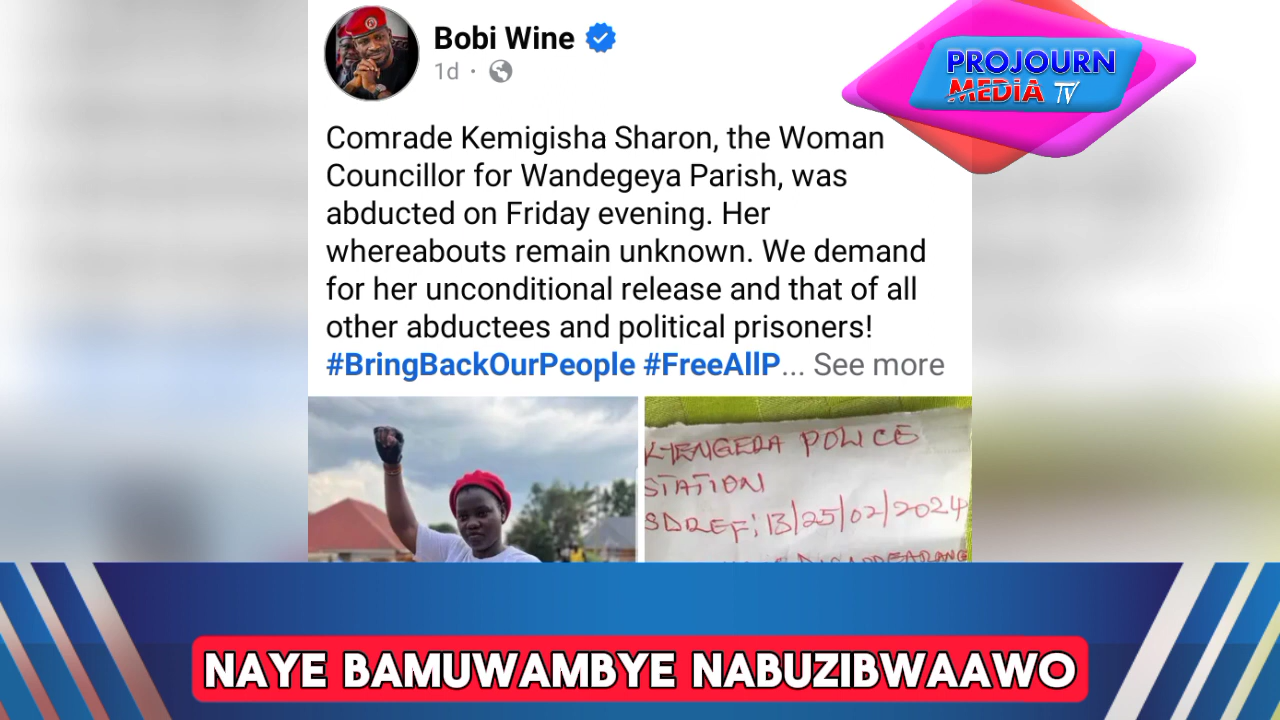 Bobi Wine
1d ·
PROJOURN
MEDIA TV
Comrade Kemigisha Sharon, the Woman
Councillor for Wandegeya Parish, was
abducted on Friday evening. Her
whereabouts remain unknown. We demand
for her unconditional release and that of all
other abductees and political prisoners!
#BringBackOurPeople #FreeAllP... See more
KYENGERA POLICE
STATION
SDREF; 13/25/02/2024
NAYE BAMUWAMBYE NABUZIBWAAWO